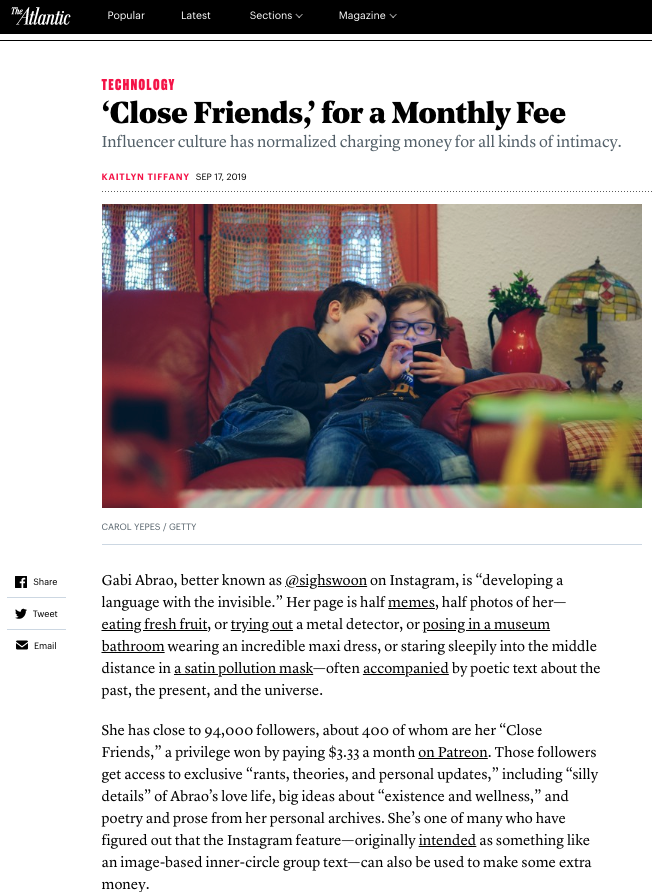 The Atlantic Popular Latest Sections Magazine
TECHNOLOGY
‘Close Friends,’ for a Monthly Fee
Influencer culture has normalized charging money for all kinds of intimacy.
KAITLYN TIFFANY SEP 17, 2019
CAROL YEPES / GETTY
Share
Tweet
Email
Gabi Abrao, better known as @sighswoon on Instagram, is “developing a
language with the invisible.” Her page is half memes, half photos of her—
eating fresh fruit, or trying out a metal detector, or posing in a museum
bathroom wearing an incredible maxi dress, or staring sleepily into the middle
distance in a satin pollution mask—often accompanied by poetic text about the
past, the present, and the universe.
She has close to 94,000 followers, about 400 of whom are her “Close
Friends,” a privilege won by paying $3.33 a month on Patreon. Those followers
get access to exclusive “rants, theories, and personal updates,” including “silly
details” of Abrao’s love life, big ideas about “existence and wellness,” and
poetry and prose from her personal archives. She’s one of many who have
figured out that the Instagram feature—originally intended as something like
an image-based inner-circle group text—can also be used to make some extra
money.